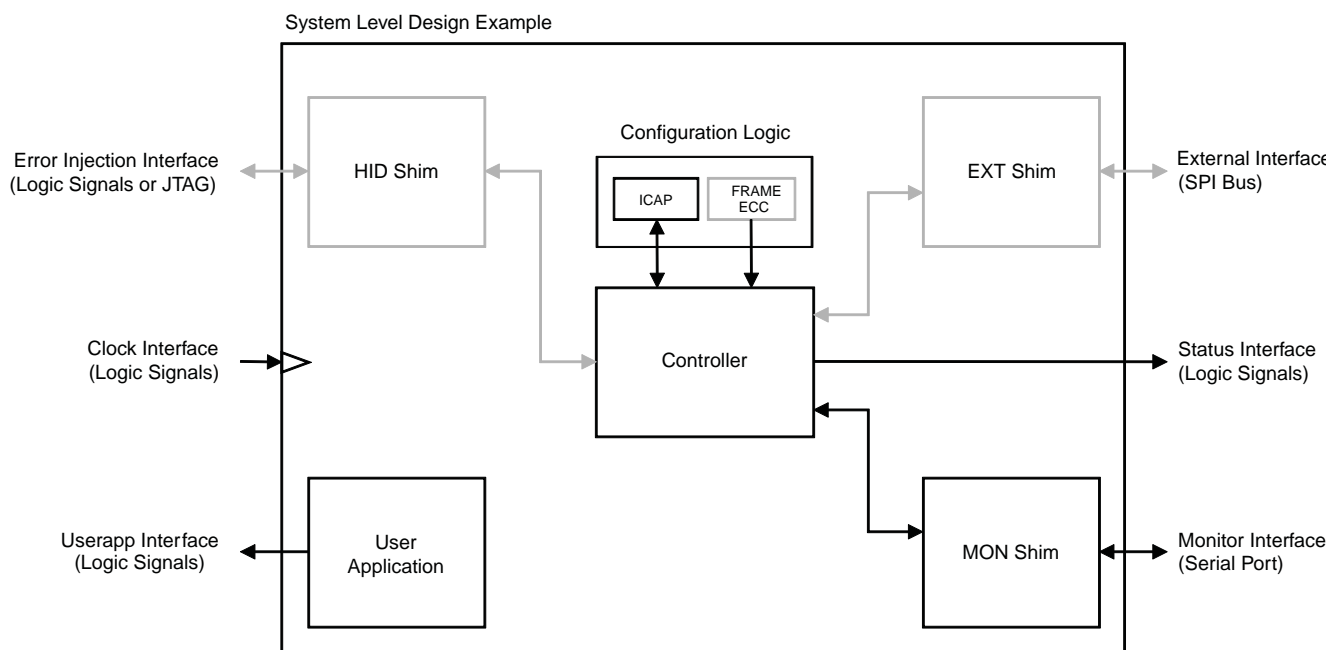 System Level Design Example
Configuration Logic
Error Injection Interface
(Logic Signals or JTAG)
HID Shim
ICAP
FRAME
ECC
EXT Shim
External Interface
(SPI Bus)
Clock Interface
(Logic Signals)
Controller
Status Interface
(Logic Signals)
Userapp Interface
(Logic Signals)
User
Application
MON Shim
Monitor Interface
(Serial Port)